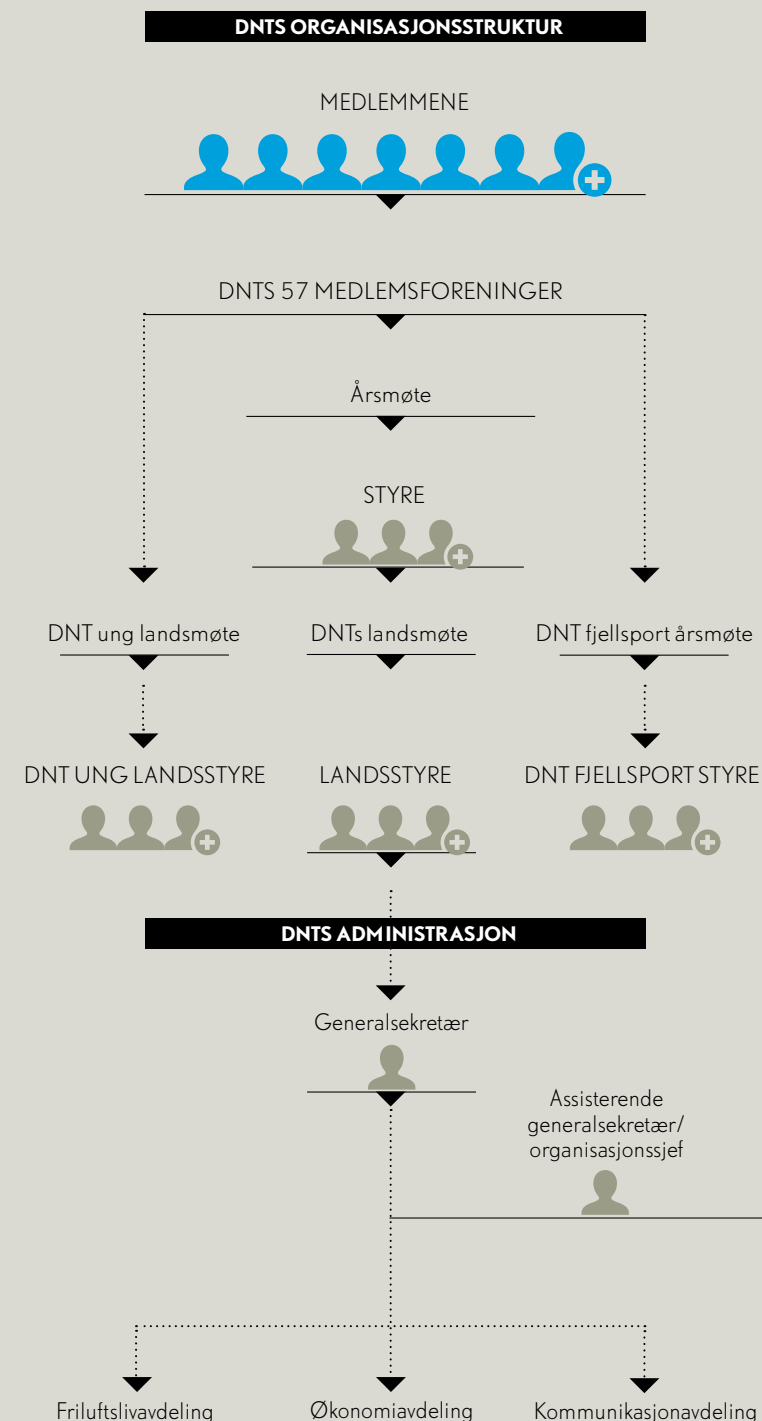 DNTS ORGANISASJONSSTRUKTUR
MEDLEMMENE
DNTS 57 MEDLEMSFORENINGER
Årsmøte
STYRE
DNT ung landsmøte
DNTs landsmøte
DNT fjellsport årsmøte
DNT UNG LANDSSTYRE
LANDSSTYRE
DNT FJELLSPORT STYRE
DNTS ADMINISTRASJON
Generalsekretær
Assisterende
generalsekretær/
organisasjonssjef
Friluftslivavdeling
Økonomiavdeling
Kommunikasjonavdeling